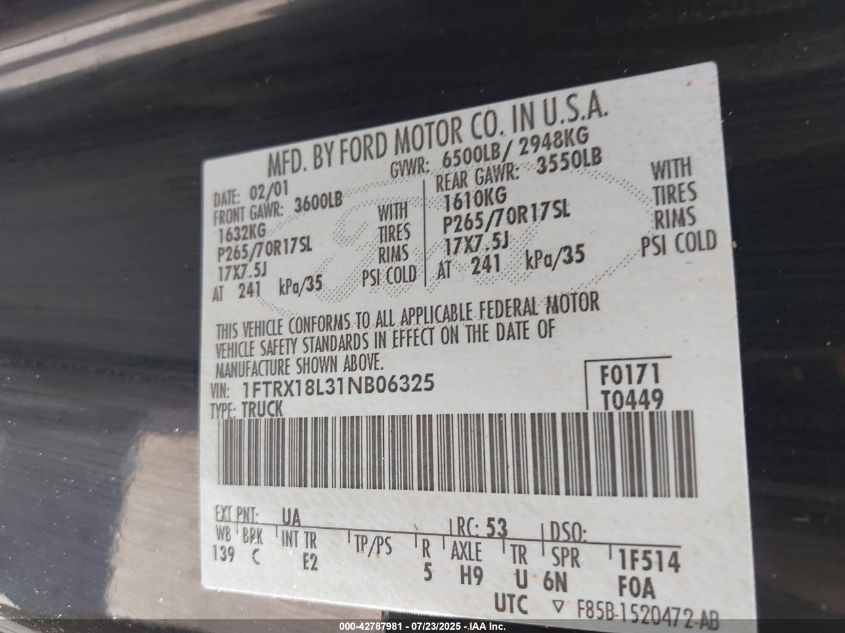 MFD. BY FORD MOTOR CO. IN U.S.A.
DATE: 02/01 GVWR: 6500LB/ 2948KG
FRONT GAWR: 3600LB REAR GAWR: 3550LB
1632KG WITH 1610KG WITH
P265/70R17SL TIRES P265/70R17SL TIRES
17X7.5J RIMS 17X7.5J RIMS
AT 241 kPa/35 PSI COLD AT 241 kPa/35 PSI COLD
THIS VEHICLE CONFORMS TO ALL APPLICABLE FEDERAL MOTOR
VEHICLE SAFETY STANDARDS IN EFFECT ON THE DATE OF
MANUFACTURE SHOWN ABOVE.
VIN: 1FTRX18L31NB06325 F0171
TYPE: TRUCK T0449
EXT PNT: UA RC: 53 DSO:
WB BRK INT TR TP/PS R AXLE TR SPR 1F514
139 C E2 5 H9 U 6N F0A
UTC ▽ F85B-1520472-AB
000-42787981 - 07/23/2025 - IAA Inc.